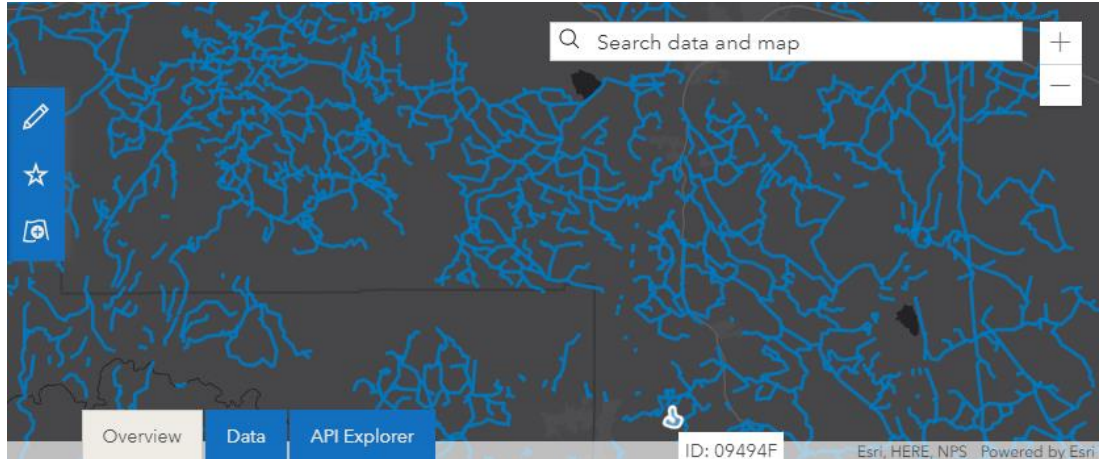 Search data and map
Overview
Data
API Explorer
ID: 09494F
Esri, HERE, NPS
Powered by Esri